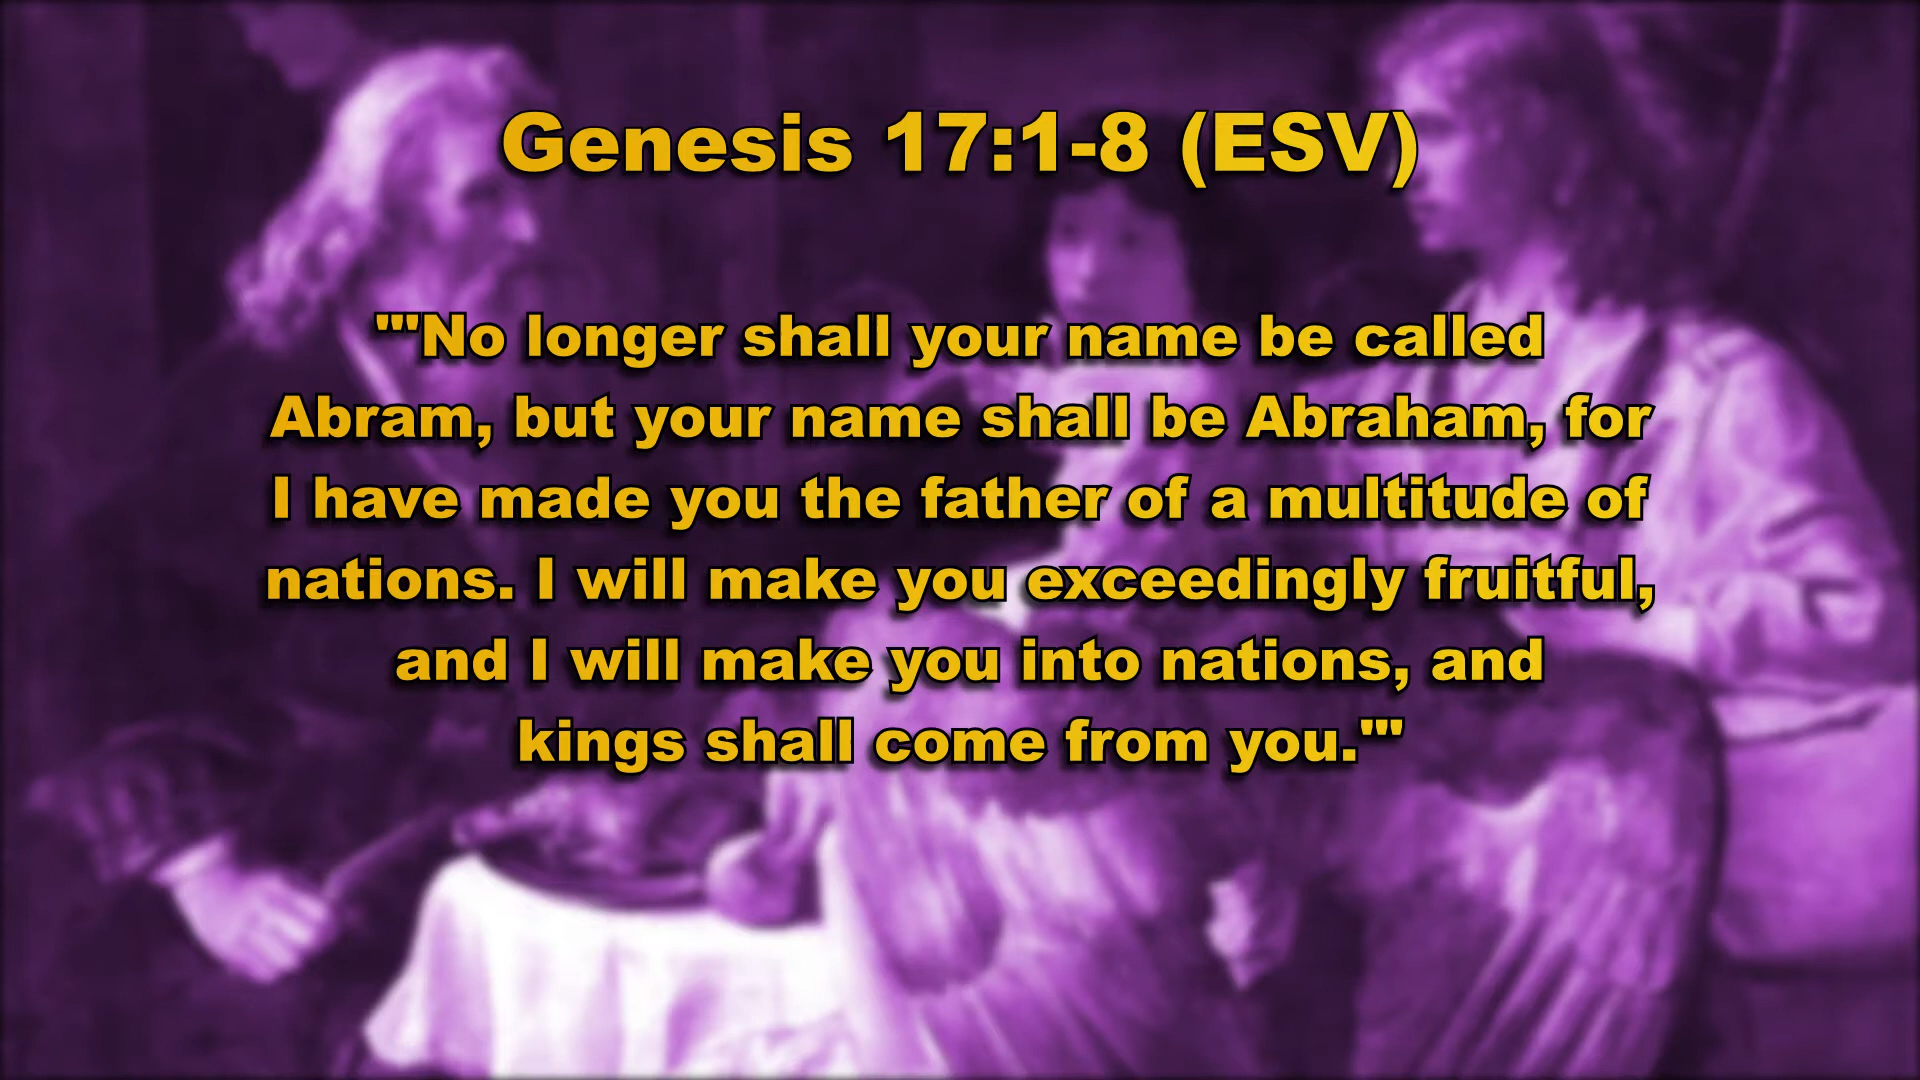 Genesis 17:1-8 (ESV)
"'No longer shall your name be called
Abram, but your name shall be Abraham, for
I have made you the father of a multitude of
nations. I will make you exceedingly fruitful,
and I will make you into nations, and
kings shall come from you.'"